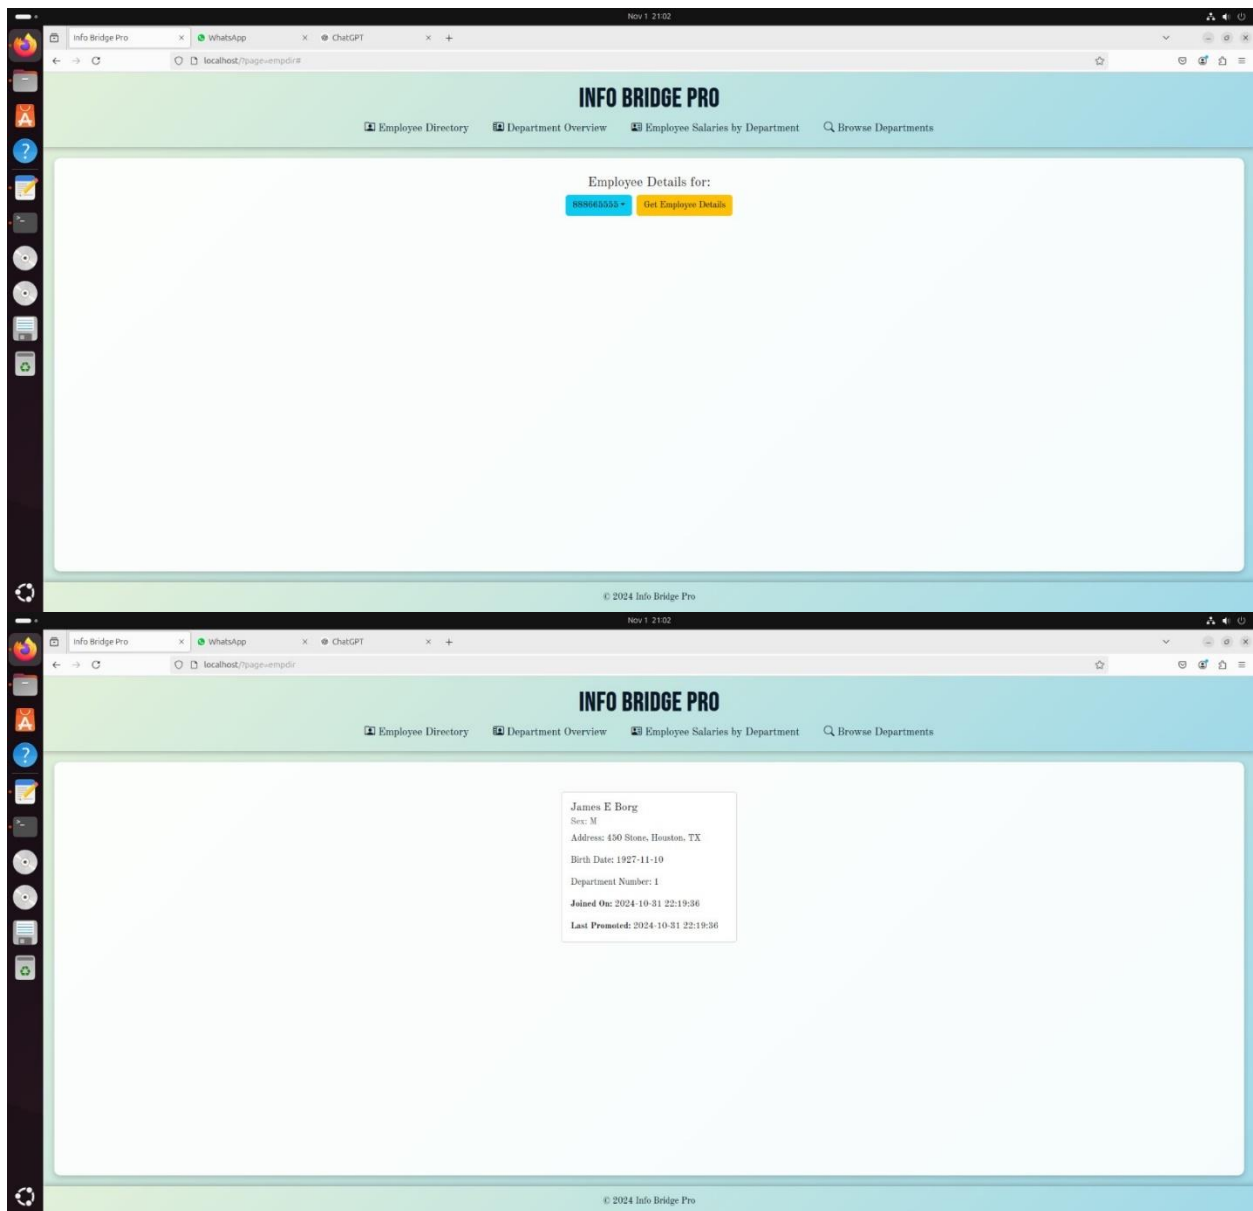 Nov 1 21:02
Info Bridge Pro
WhatsApp
ChatGPT
localhost/?page=empdir#
INFO BRIDGE PRO
Employee Directory Department Overview Employee Salaries by Department Browse Departments
Employee Details for:
888665555 Get Employee Details
© 2024 Info Bridge Pro
Nov 1 21:02
Info Bridge Pro
WhatsApp
ChatGPT
localhost/?page=empdir
INFO BRIDGE PRO
Employee Directory Department Overview Employee Salaries by Department Browse Departments
James E Borg
Sex: M
Address: 450 Stone, Houston, TX
Birth Date: 1927-11-10
Department Number: 1
Joined On: 2024-10-31 22:19:36
Last Promoted: 2024-10-31 22:19:36
© 2024 Info Bridge Pro